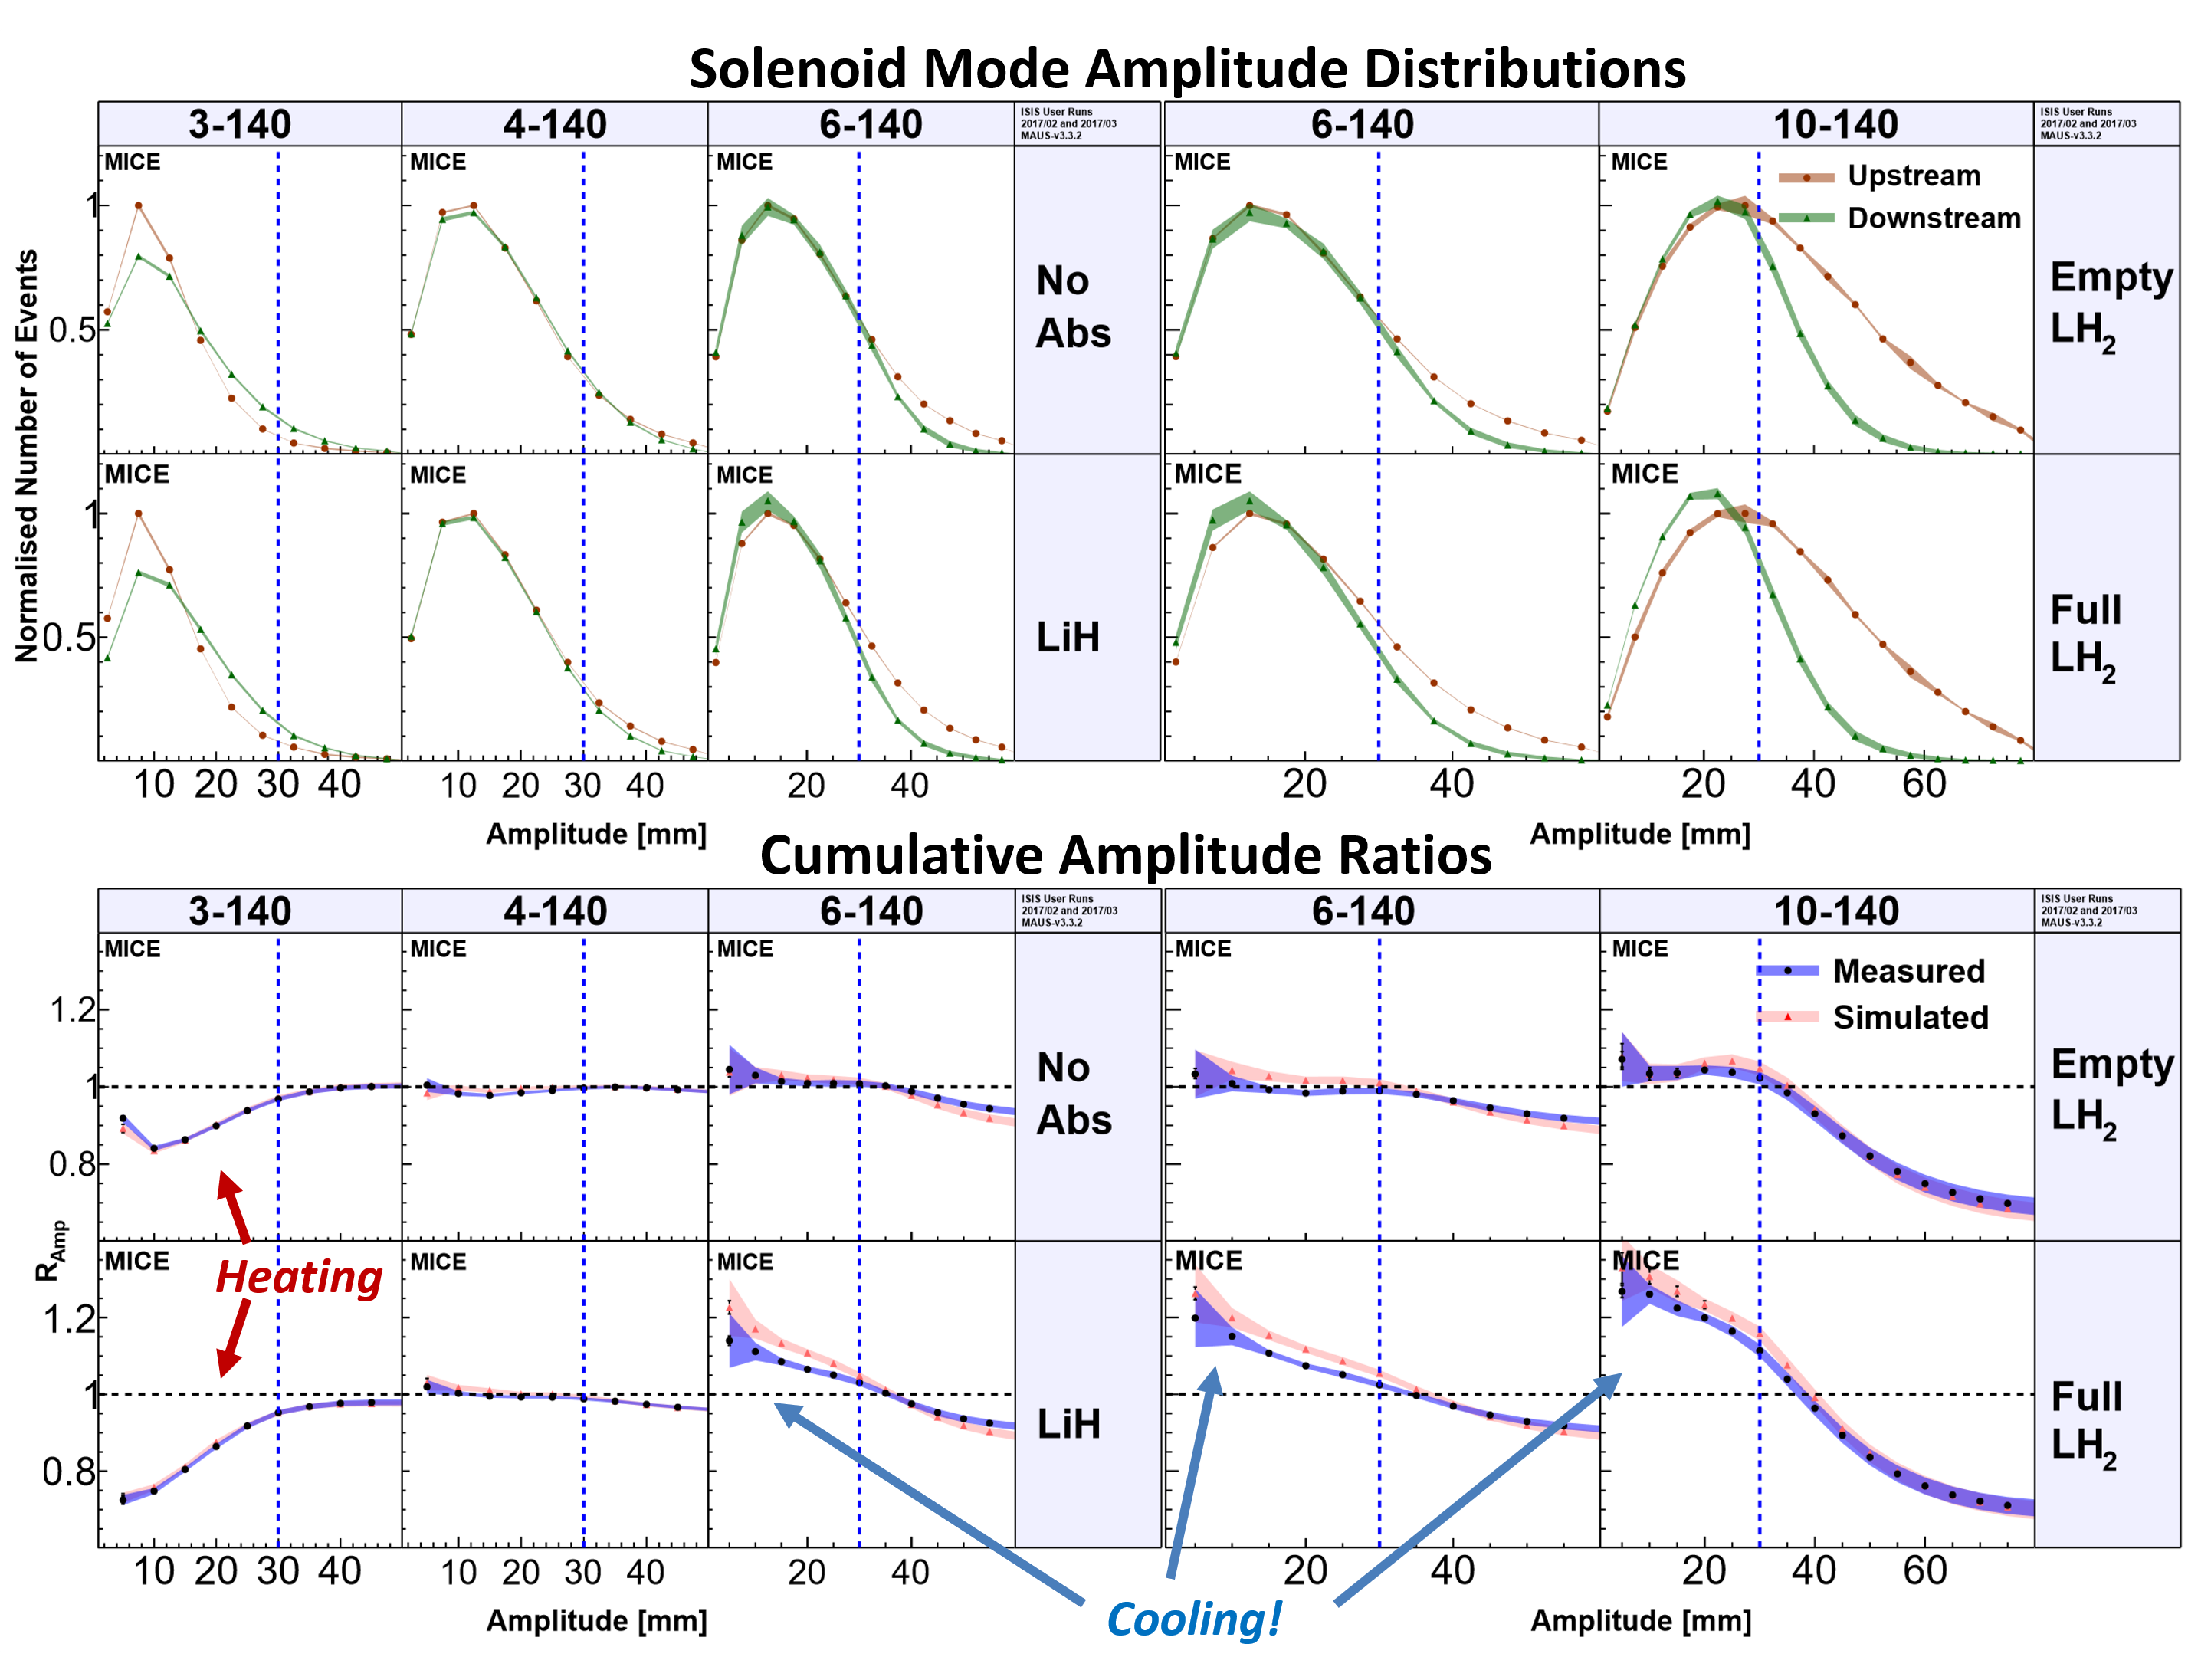 Solenoid Mode Amplitude Distributions
3-140
4-140
6-140
ISIS User Runs
2017/02 and 2017/03
MAUS-v3.3.2
6-140
10-140
ISIS User Runs
2017/02 and 2017/03
MAUS-v3.3.2
MICE
MICE
MICE
No
Abs
MICE
MICE
Upstream
Downstream
Empty
LH2
1
0.5
Normalised Number of Events
MICE
MICE
MICE
LiH
MICE
MICE
Full
LH2
1
0.5
10 20 30 40
10 20 30 40
20 40
20 40
20 40 60
Amplitude [mm]
Amplitude [mm]
Cumulative Amplitude Ratios
3-140
4-140
6-140
ISIS User Runs
2017/02 and 2017/03
MAUS-v3.3.2
6-140
10-140
ISIS User Runs
2017/02 and 2017/03
MAUS-v3.3.2
MICE
MICE
MICE
No
Abs
MICE
MICE
Measured
Simulated
Empty
LH2
1.2
1
0.8
RAmp
MICE
Heating
MICE
MICE
LiH
MICE
MICE
Full
LH2
1.2
1
0.8
10 20 30 40
10 20 30 40
20 40
20 40
20 40 60
Amplitude [mm]
Cooling!
Amplitude [mm]